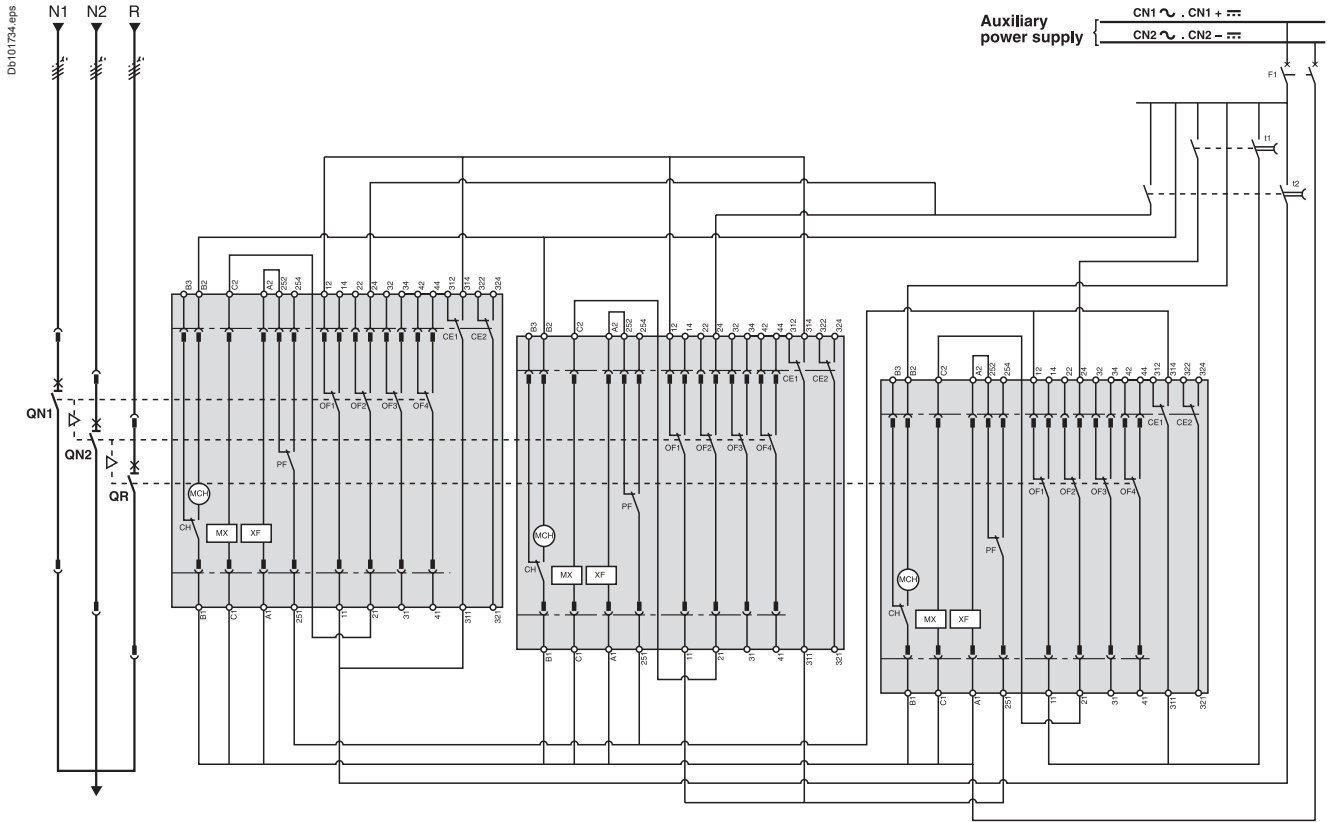 Db101734.eps
N1 N2 R
Auxiliary
power supply {
CN1 ∿ . CN1 + ⎓
CN2 ∿ . CN2 – ⎓
F1
t1
t2
QN1
QN2
QR
B3 B2 C2 A2 252 254 12 14 22 24 32 34 42 44 312 314 322 324
CE1 CE2
OF1 OF2 OF3 OF4
PF
MCH
CH MX XF
B1 C1 A1 251 11 21 31 41 311 321
B3 B2 C2 A2 252 254 12 14 22 24 32 34 42 44 312 314 322 324
CE1 CE2
OF1 OF2 OF3 OF4
PF
MCH
CH MX XF
B1 C1 A1 251 11 21 31 41 311 321
B3 B2 C2 A2 252 254 12 14 22 24 32 34 42 44 312 314 322 324
CE1 CE2
OF1 OF2 OF3 OF4
PF
MCH
CH MX XF
B1 C1 A1 251 11 21 31 41 311 321